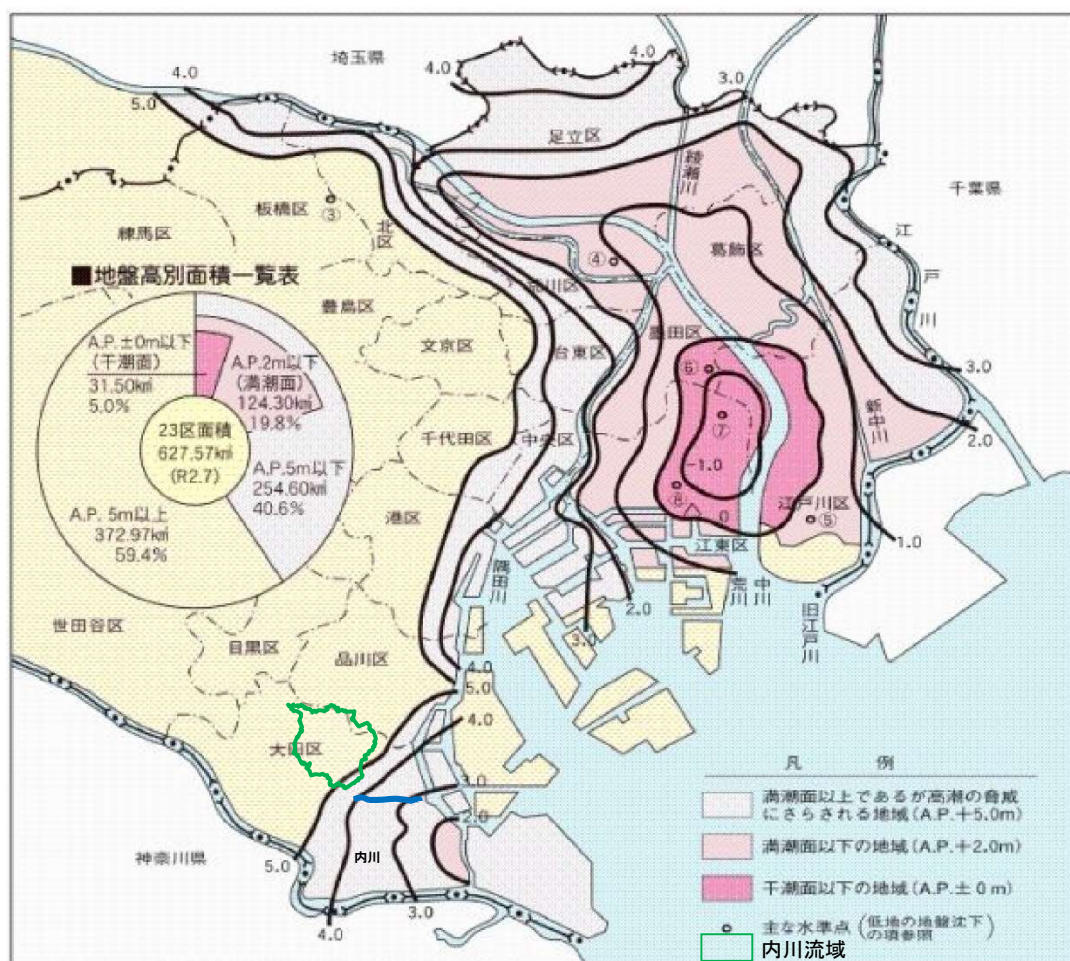 埼玉県
4.0
5.0
4.0
4.0
3.0
足立区
綾瀬川
千葉県
板橋区
③
北区
練馬区
葛飾区
江戸川
④
荒川区
■地盤高別面積一覧表
豊島区
文京区
台東区
墨田区
A.P.±0m以下
(干潮面)
31.50km²
5.0%
A.P.2m以下
(満潮面)
124.30km²
19.8%
⑥
3.0
⑦
新中川
2.0
23区面積
627.57km²
(R2.7)
千代田区
中央区
-1.0
A.P.5m以下
254.60km²
40.6%
⑧
江戸川区
⑤
0
A.P. 5m以上
372.97km²
59.4%
港区
江東区
1.0
隅田川
荒川
中川
旧江戸川
2.0
3.0
世田谷区
目黒区
品川区
4.0
5.0
4.0
大田区
3.0
2.0
神奈川県
5.0
内川
3.0
4.0
凡 例
満潮面以上であるが高潮の脅威
にさらされる地域(A.P.+5.0m)
満潮面以下の地域(A.P.+2.0m)
干潮面以下の地域(A.P.±0m)
主な水準点(低地の地盤沈下の項参照)
内川流域